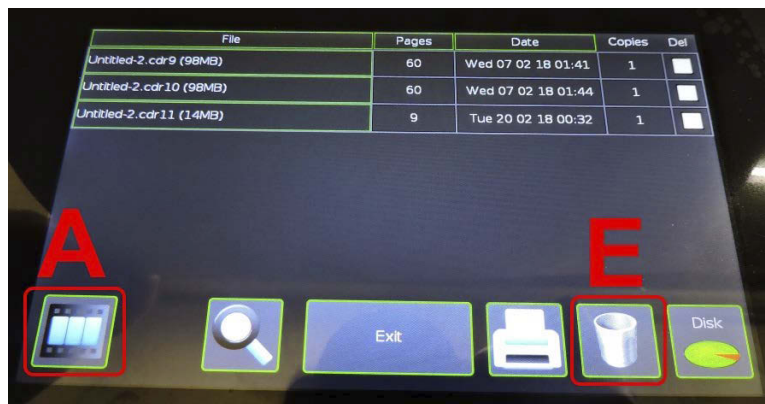 File Pages Date Copies Del
Untitled-2.cdr9 (98MB) 60 Wed 07 02 18 01:41 1
Untitled-2.cdr10 (98MB) 60 Wed 07 02 18 01:44 1
Untitled-2.cdr11 (14MB) 9 Tue 20 02 18 00:32 1
A E
Exit Disk